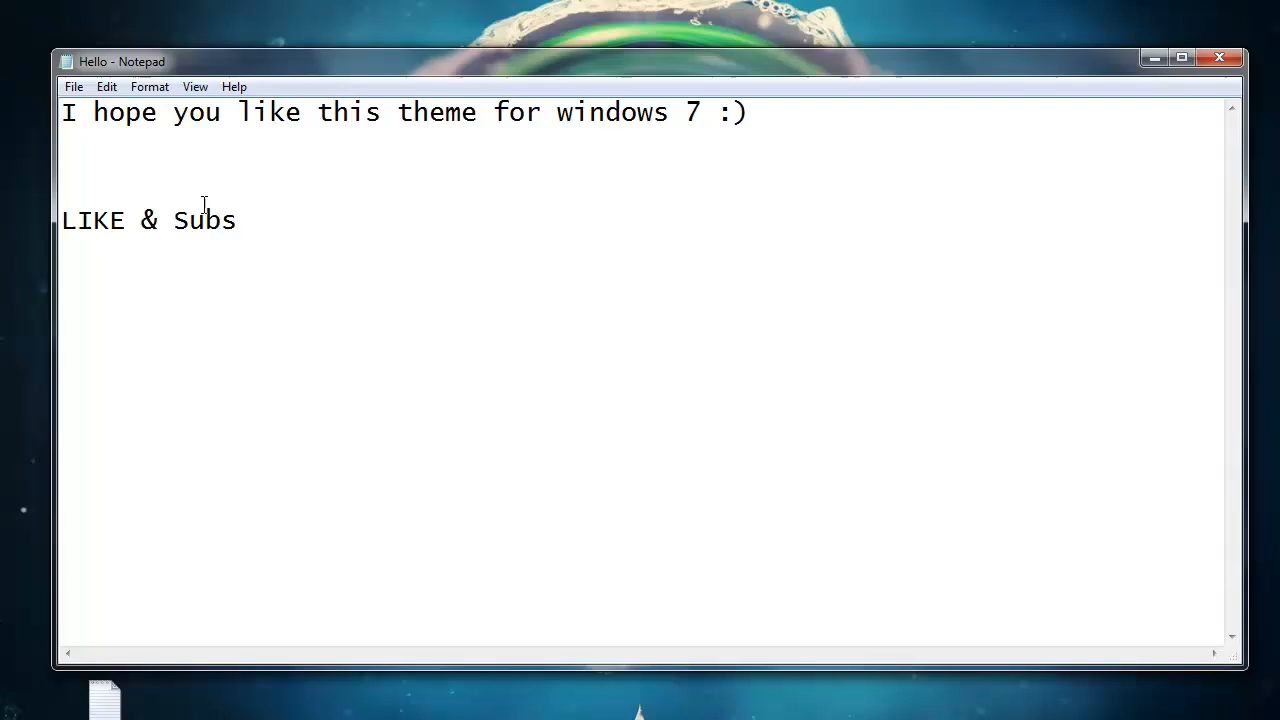 Hello - Notepad
File Edit Format View Help
I hope you like this theme for windows 7 :)
LIKE & Subs